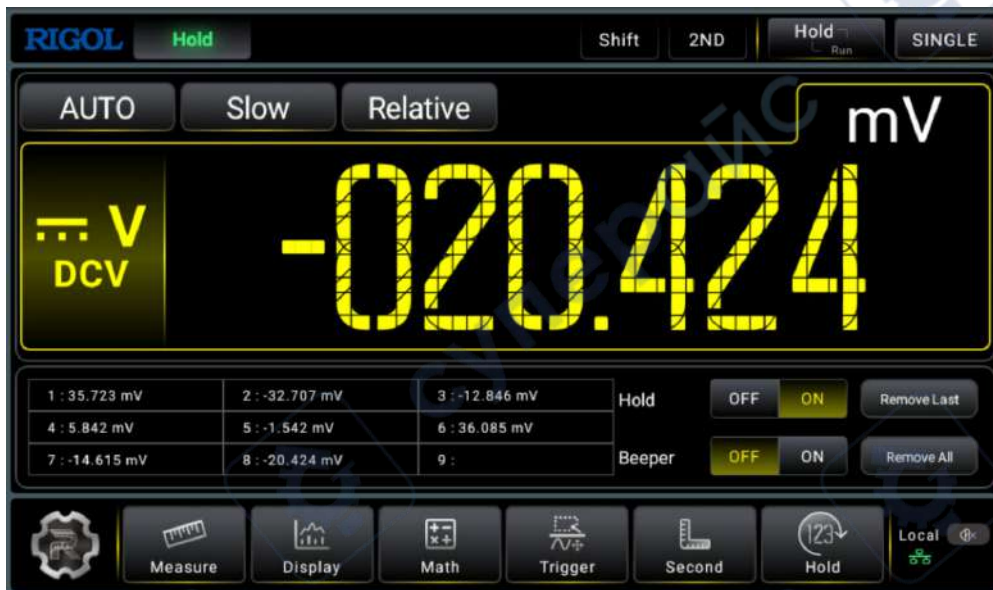 RIGOL Hold Shift 2ND Hold Run SINGLE
AUTO Slow Relative mV
V
DCV
-020.424
1 : 35.723 mV 2 : -32.707 mV 3 : -12.846 mV
4 : 5.842 mV 5 : -1.542 mV 6 : 36.085 mV
7 : -14.615 mV 8 : -20.424 mV 9 :
Hold OFF ON Remove Last
Beeper OFF ON Remove All
R
Measure Display Math Trigger Second 123 Hold Local
суперайс